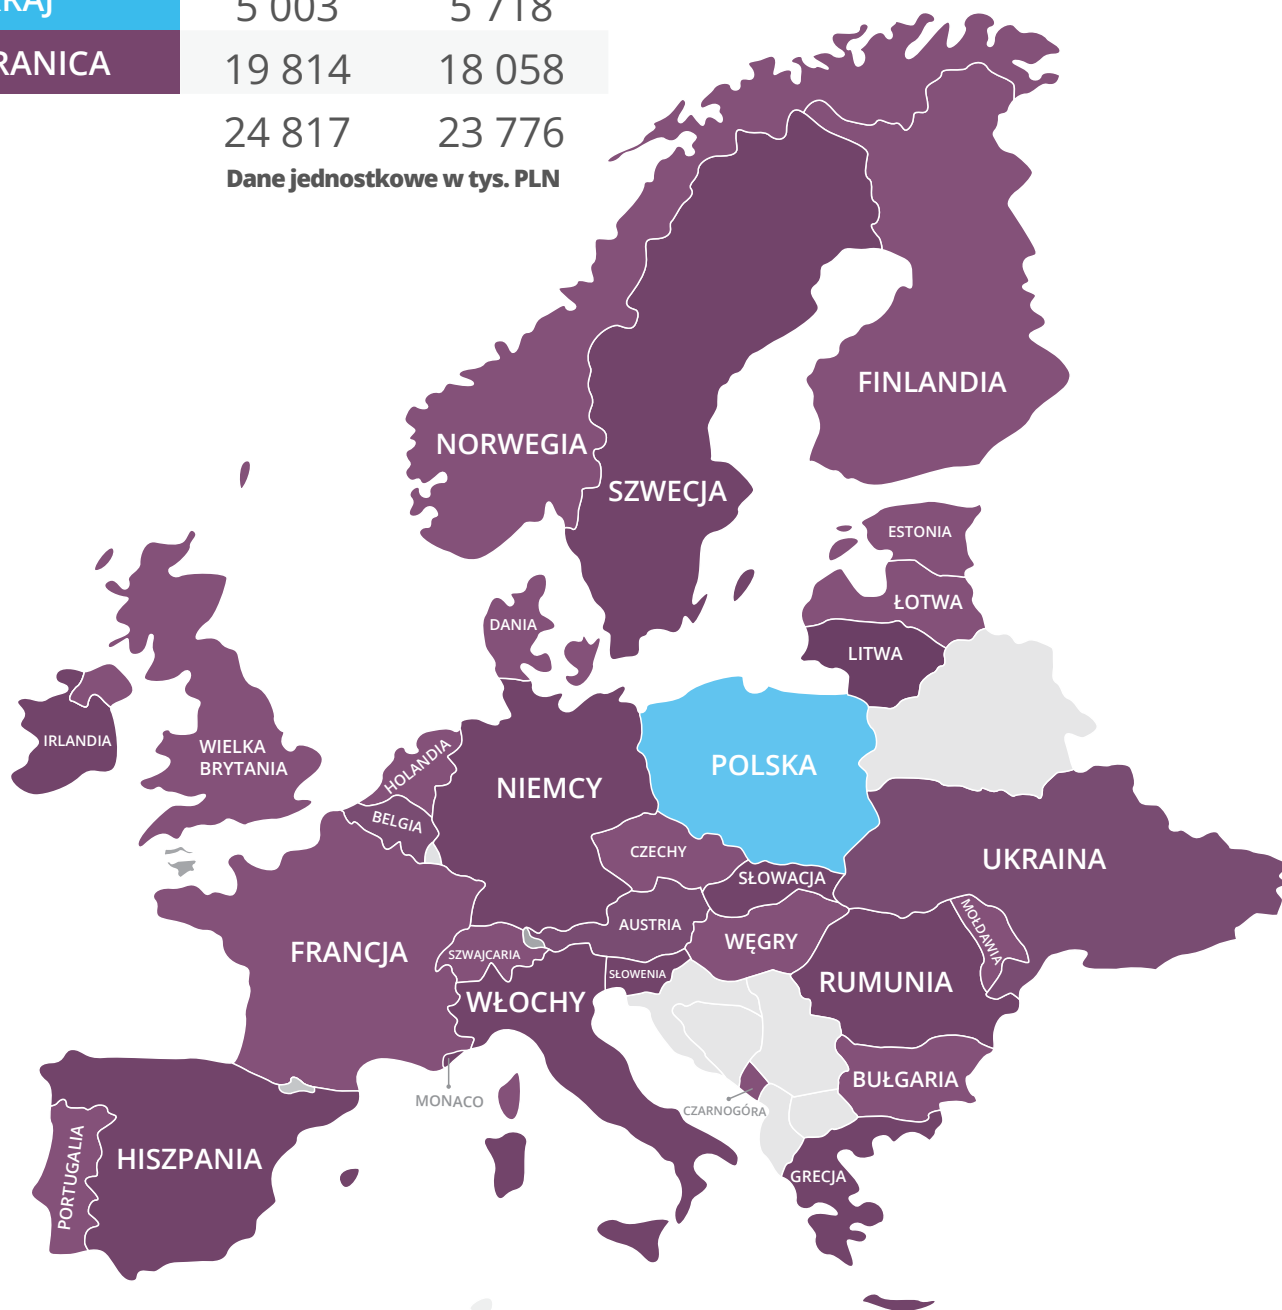 RAJ 5 003 5 718
RANICA 19 814 18 058
24 817 23 776
Dane jednostkowe w tys. PLN
FINLANDIA
NORWEGIA
SZWECJA
ESTONIA
ŁOTWA
DANIA
LITWA
IRLANDIA
WIELKA
BRYTANIA
HOLANDIA
POLSKA
NIEMCY
BELGIA
CZECHY
UKRAINA
SŁOWACJA
AUSTRIA
MOŁDAWIA
WĘGRY
FRANCJA
SZWAJCARIA
SŁOWENIA
RUMUNIA
WŁOCHY
BUŁGARIA
MONACO
CZARNOGÓRA
PORTUGALIA
HISZPANIA
GRECJA